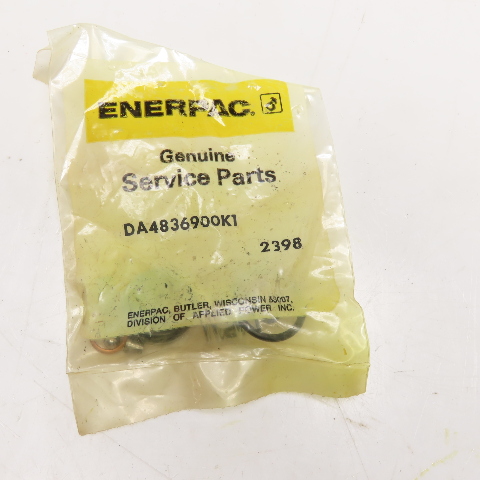 ENERPAC.
Genuine
Service Parts
DA4836900K1
2398
ENERPAC, BUTLER, WISCONSIN 53007,
DIVISION OF APPLIED POWER INC.